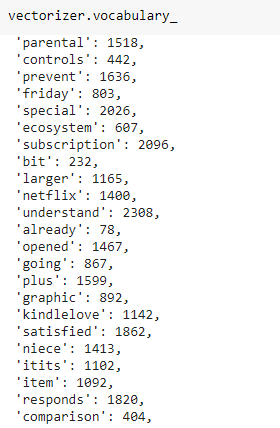 vectorizer.vocabulary_
'parental': 1518,
'controls': 442,
'prevent': 1636,
'friday': 803,
'special': 2026,
'ecosystem': 607,
'subscription': 2096,
'bit': 232,
'larger': 1165,
'netflix': 1400,
'understand': 2308,
'already': 78,
'opened': 1467,
'going': 867,
'plus': 1599,
'graphic': 892,
'kindlelove': 1142,
'satisfied': 1862,
'niece': 1413,
'itits': 1102,
'item': 1092,
'responds': 1820,
'comparison': 404,